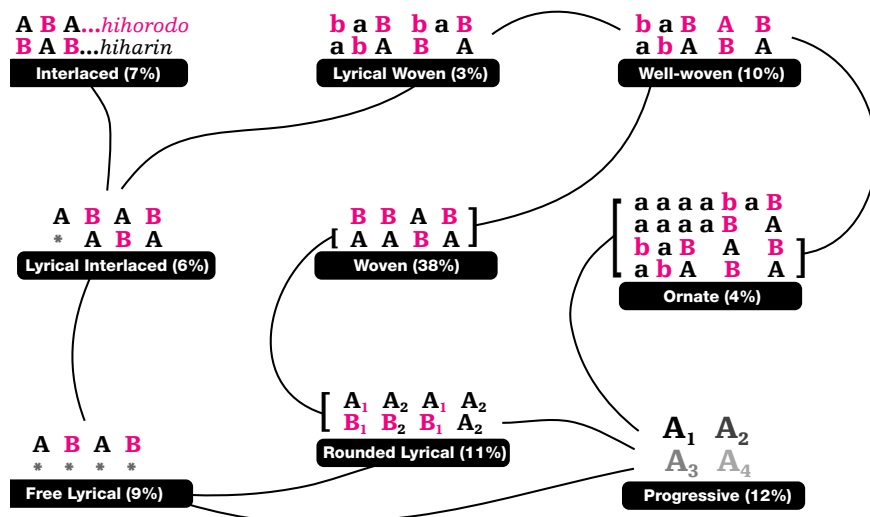 A B A...hihorodo
B A B...hiharin
Interlaced (7%)
b a B b a B
a b A B A
Lyrical Woven (3%)
b a B A B
a b A B A
Well-woven (10%)
A B A B
* A B A
Lyrical Interlaced (6%)
B B A B
A A B A
Woven (38%)
a a a a b a B
a a a a B A
b a B A B
a b A B A
Ornate (4%)
A B A B
* * * *
Free Lyrical (9%)
A₁ A₂ A₁ A₂
B₁ B₂ B₁ A₂
Rounded Lyrical (11%)
A₁ A₂
A₃ A₄
Progressive (12%)